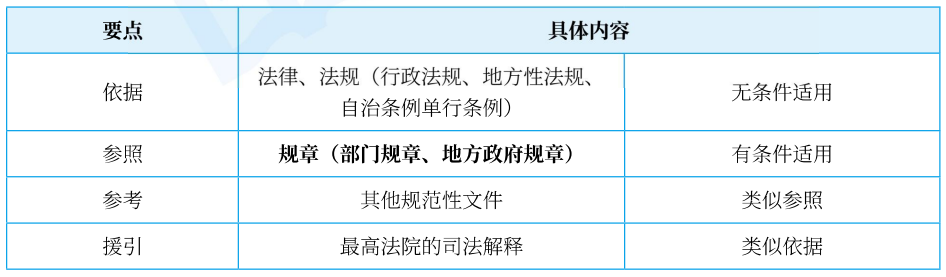 要点 具体内容
依据 法律、法规（行政法规、地方性法规、 无条件适用
自治条例单行条例）
参照 规章（部门规章、地方政府规章） 有条件适用
参考 其他规范性文件 类似参照
援引 最高法院的司法解释 类似依据